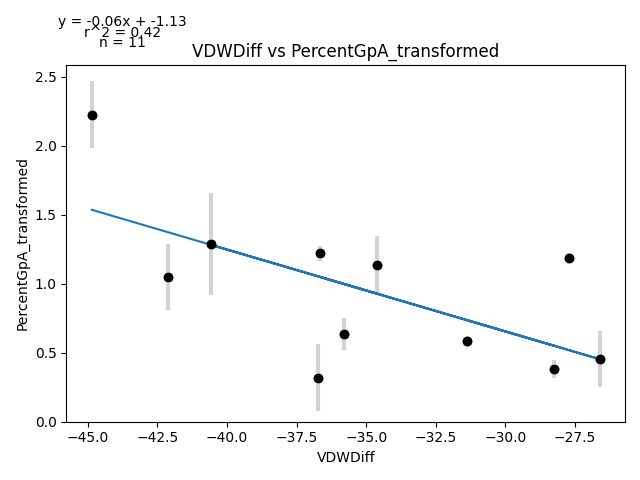 y = -0.06x + -1.13
r^2 = 0.42
n = 11
VDWDiff vs PercentGpA_transformed
PercentGpA_transformed
2.5
2.0
1.5
1.0
0.5
0.0
−45.0 −42.5 −40.0 −37.5 −35.0 −32.5 −30.0 −27.5
VDWDiff